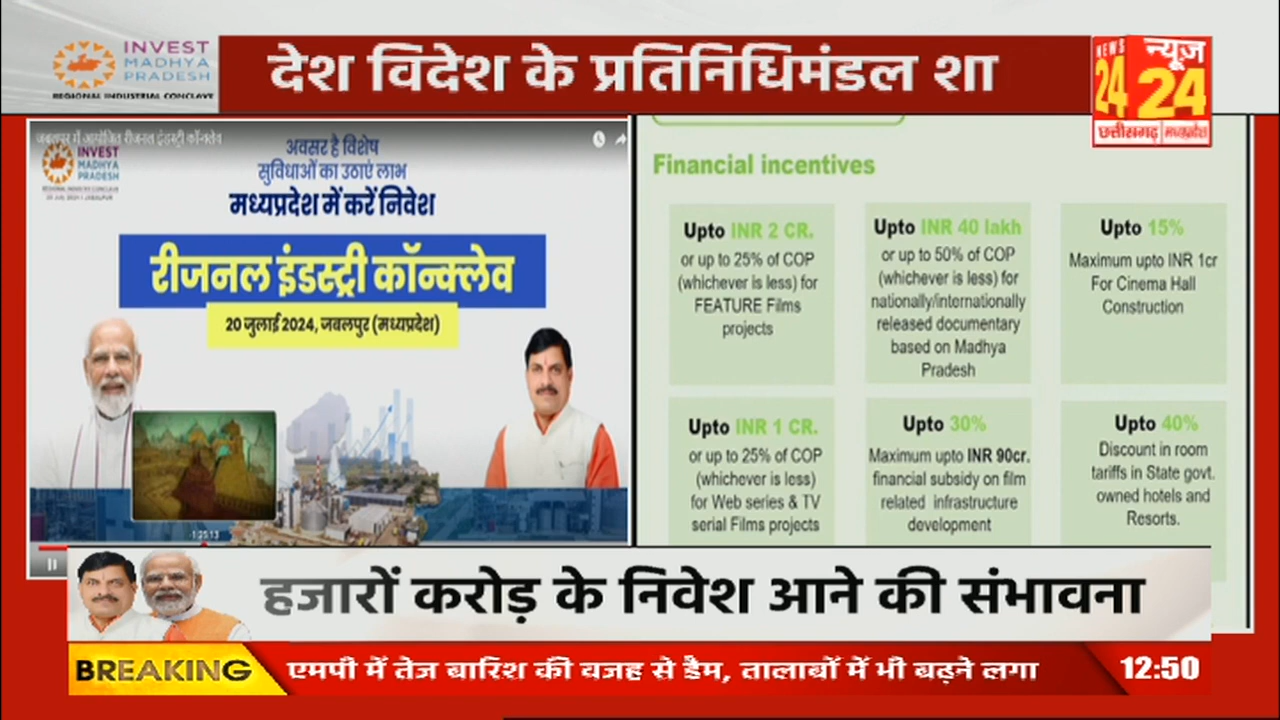 INVEST
MADHYA
PRADESH
REGIONAL INDUSTRIAL CONCLAVE
देश विदेश के प्रतिनिधिमंडल शा
NEWS
24
न्यूज़
24
छत्तीसगढ़ मध्यप्रदेश
जबलपुर में आयोजित रीजनल इंडस्ट्री कॉन्क्लेव
INVEST
MADHYA
PRADESH
अवसर है विशेष
सुविधाओं का उठाएं लाभ
मध्यप्रदेश में करें निवेश
रीजनल इंडस्ट्री कॉन्क्लेव
20 जुलाई 2024, जबलपुर (मध्यप्रदेश)
-1:25:13
Financial incentives
Upto INR 2 CR.
or up to 25% of COP
(whichever is less) for
FEATURE Films
projects
Upto INR 40 lakh
or up to 50% of COP
(whichever is less) for
nationally/internationally
released documentary
based on Madhya
Pradesh
Upto 15%
Maximum upto INR 1cr
For Cinema Hall
Construction
Upto INR 1 CR.
or up to 25% of COP
(whichever is less)
for Web series & TV
serial Films projects
Upto 30%
Maximum upto INR 90cr.
financial subsidy on film
related infrastructure
development
Upto 40%
Discount in room
tariffs in State govt.
owned hotels and
Resorts.
हजारों करोड़ के निवेश आने की संभावना
BREAKING
एमपी में तेज बारिश की वजह से डैम, तालाबों में भी बढ़ने लगा
12:50